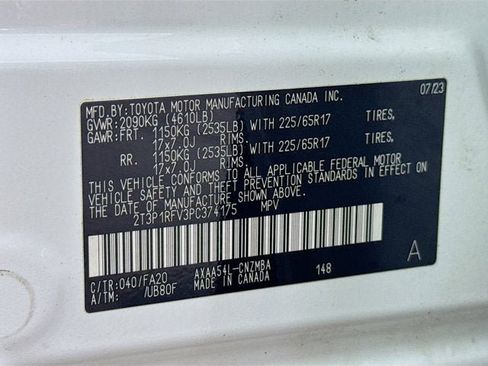 MFD.BY:TOYOTA MOTOR MANUFACTURING CANADA INC. 07/23
GVWR:2090KG (4610LB)
GAWR:FRT. 1150KG (2535LB) WITH 225/65R17 TIRES,
17x7.0J RIMS.
RR. 1150KG (2535LB) WITH 225/65R17 TIRES,
17x7.0J RIMS.
THIS VEHICLE CONFORMS TO ALL APPLICABLE FEDERAL MOTOR
VEHICLE SAFETY AND THEFT PREVENTION STANDARDS IN EFFECT
ON THE DATE OF MANUFACTURE SHOWN ABOVE.
2T3P1RFV3PC374175 MPV
C/TR:040/FA20 AXAA54L-CNZMBA 148 A
A/TM: /UB80F MADE IN CANADA